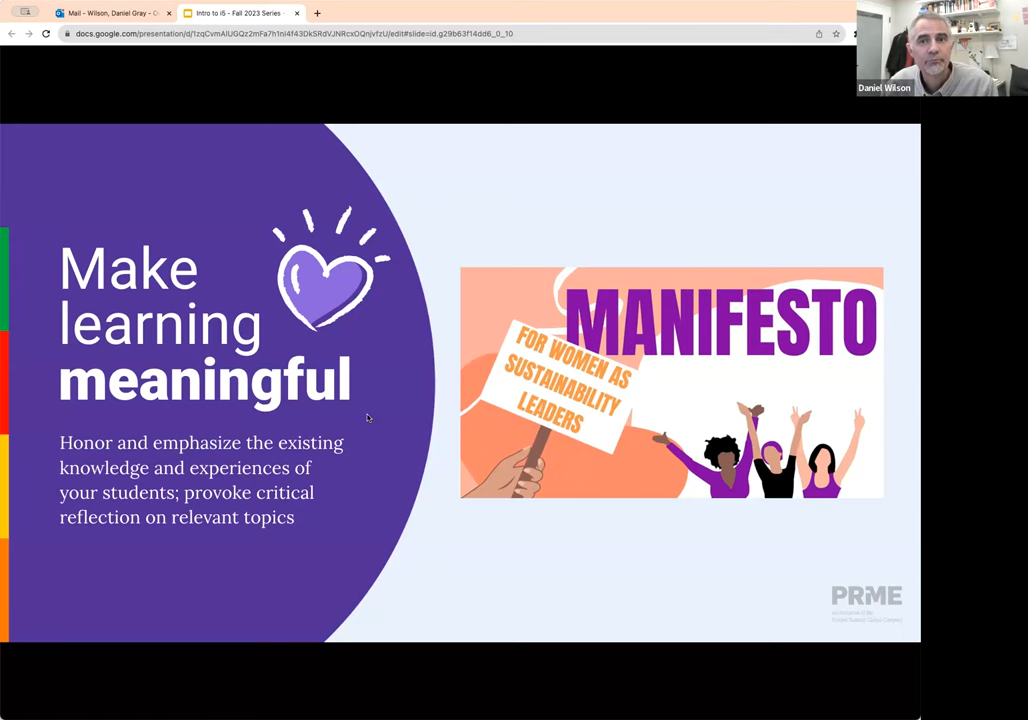 Mail - Wilson, Daniel Gray - O
Intro to i5 - Fall 2023 Series -
docs.google.com/presentation/d/1zqCvmAlUGQz2mFa7h1nl4f43DkSRdVJNRcxOQnjvfzU/edit#slide=id.g29b63f14dd6_0_10
Daniel Wilson
Make
learning
meaningful
Honor and emphasize the existing
knowledge and experiences of
your students; provoke critical
reflection on relevant topics
MANIFESTO
FOR WOMEN AS
SUSTAINABILITY
LEADERS
PRiME